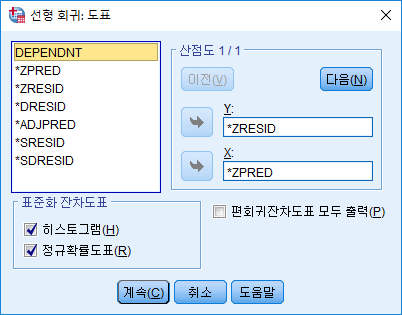 선형 회귀: 도표
DEPENDNT
*ZPRED
*ZRESID
*DRESID
*ADJPRED
*SRESID
*SDRESID
산점도 1 / 1
이전(V)
다음(N)
Y:
*ZRESID
X:
*ZPRED
표준화 잔차도표
히스토그램(H)
정규확률도표(R)
편회귀잔차도표 모두 출력(P)
계속(C)
취소
도움말